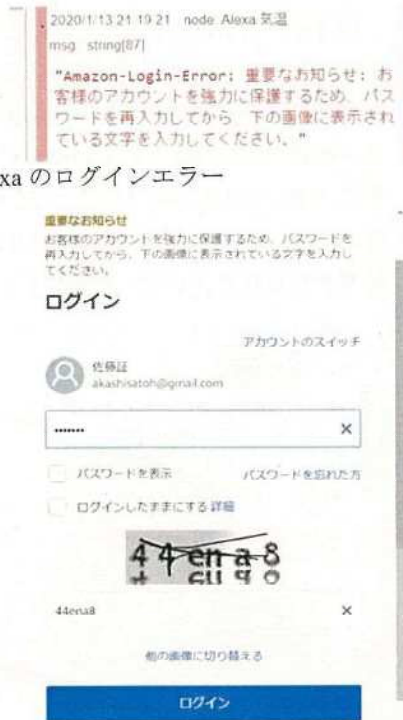 2020/1/13 21 19 21 node Alexa 気温
msg string[87]
"Amazon-Login-Error: 重要なお知らせ: お
客様のアカウントを強力に保護するため、パス
ワードを再入力してから、下の画像に表示され
ている文字を入力してください。"
xa のログインエラー
重要なお知らせ
お客様のアカウントを強力に保護するため、パスワードを
再入力してから、下の画像に表示されている文字を入力し
てください。
ログイン
アカウントのスイッチ
佐藤証
akashisatoh@gmail.com
•••••••
パスワードを表示 パスワードを忘れた方
ログインしたままにする 詳細
44ena8
44ena8
他の画像に切り替える
ログイン